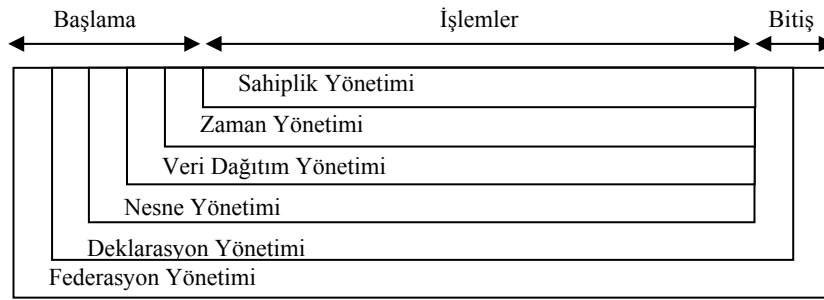 Başlama İşlemler Bitiş
Sahiplik Yönetimi
Zaman Yönetimi
Veri Dağıtım Yönetimi
Nesne Yönetimi
Deklarasyon Yönetimi
Federasyon Yönetimi